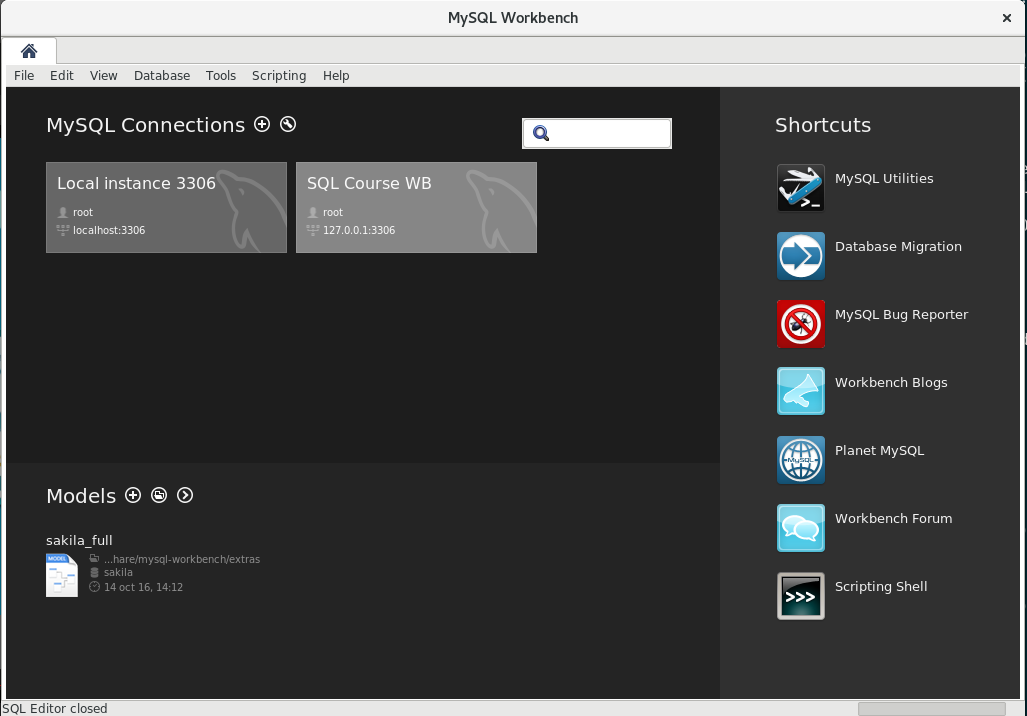 MySQL Workbench
File Edit View Database Tools Scripting Help
MySQL Connections
Local instance 3306
root
localhost:3306
SQL Course WB
root
127.0.0.1:3306
Models
sakila_full
MODEL
...hare/mysql-workbench/extras
sakila
14 oct 16, 14:12
Shortcuts
>_
MySQL Utilities
Database Migration
MySQL Bug Reporter
Workbench Blogs
MySQL
Planet MySQL
Workbench Forum
>>>
Scripting Shell
SQL Editor closed